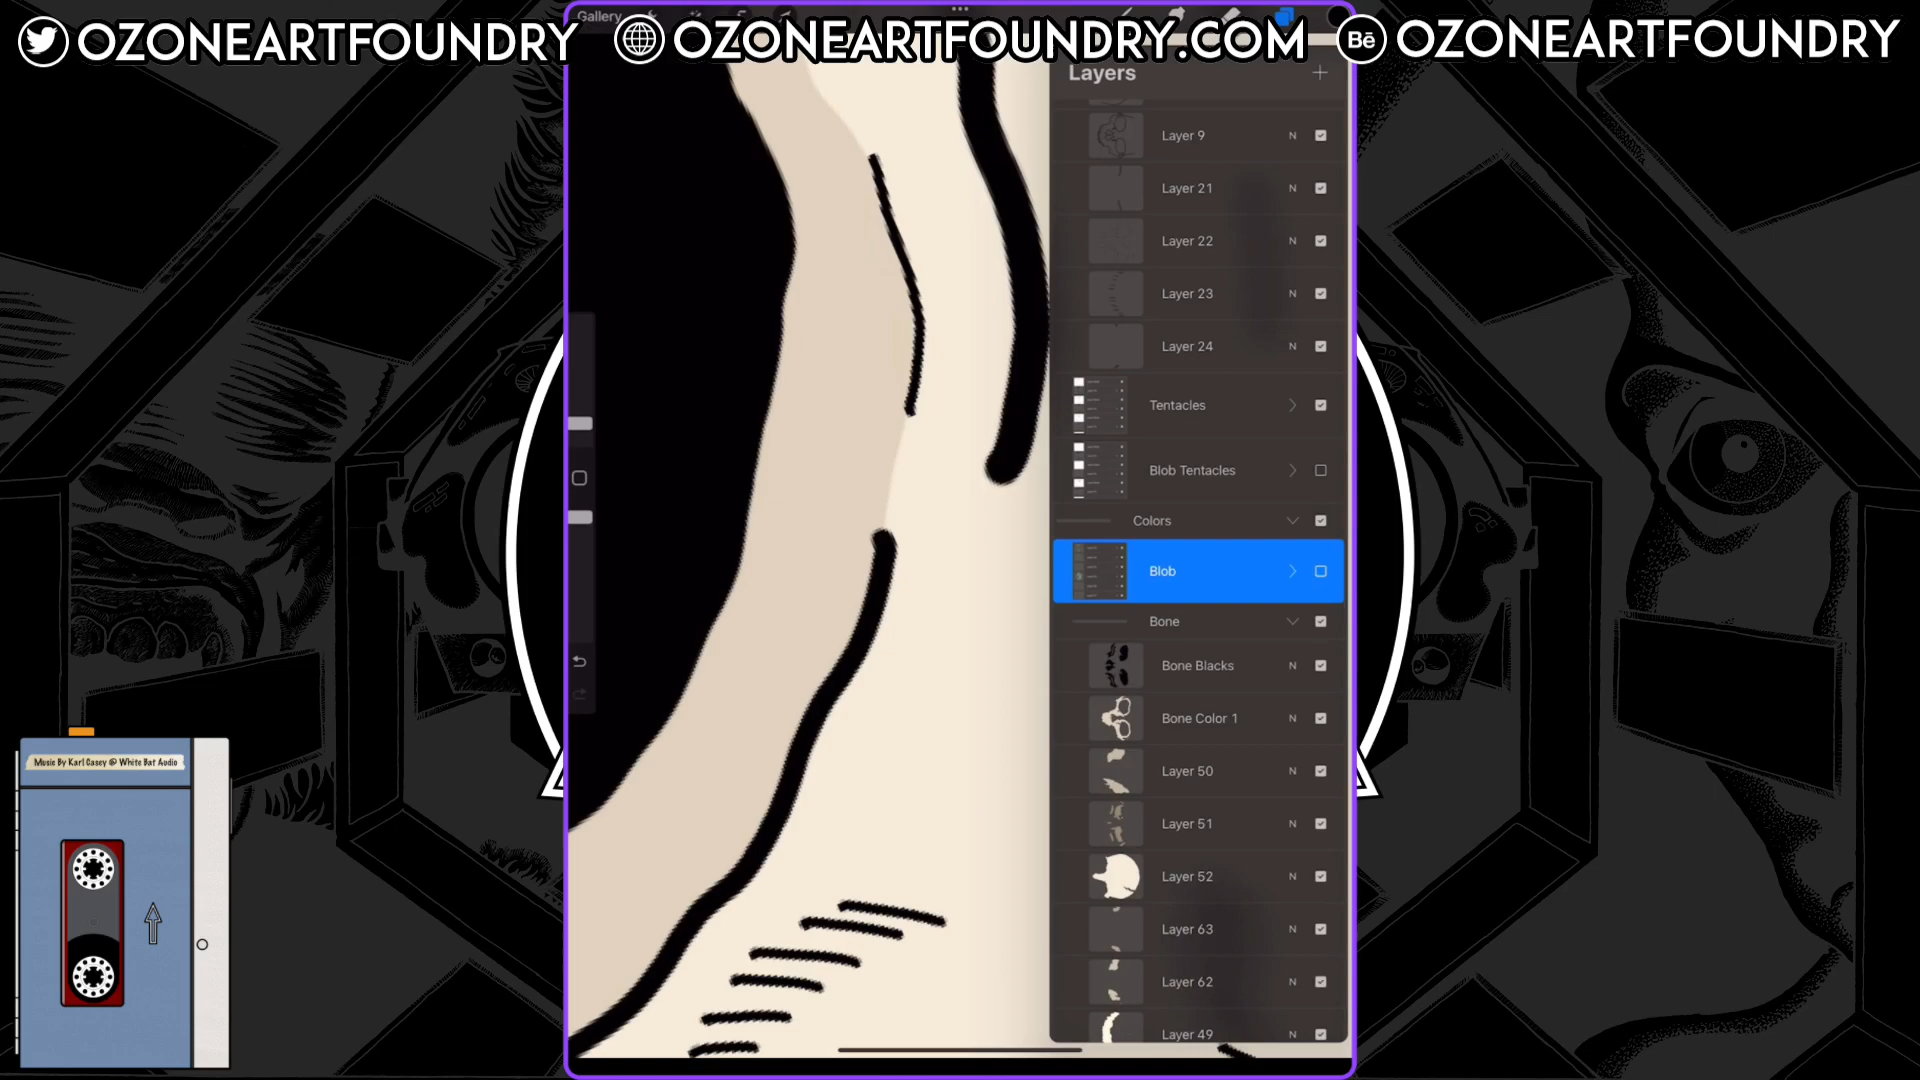 OZONEARTFOUNDRY
OZONEARTFOUNDRY.COM
Bē OZONEARTFOUNDRY
Gallery
Layers
Layer 9 N
Layer 21 N
Layer 22 N
Layer 23 N
Layer 24 N
Tentacles
Blob Tentacles
Colors
Blob
Bone
Bone Blacks N
Bone Color 1 N
Layer 50 N
Layer 51 N
Layer 52 N
Layer 63 N
Layer 62 N
Layer 49 N
Music By Karl Casey @ White Bat Audio